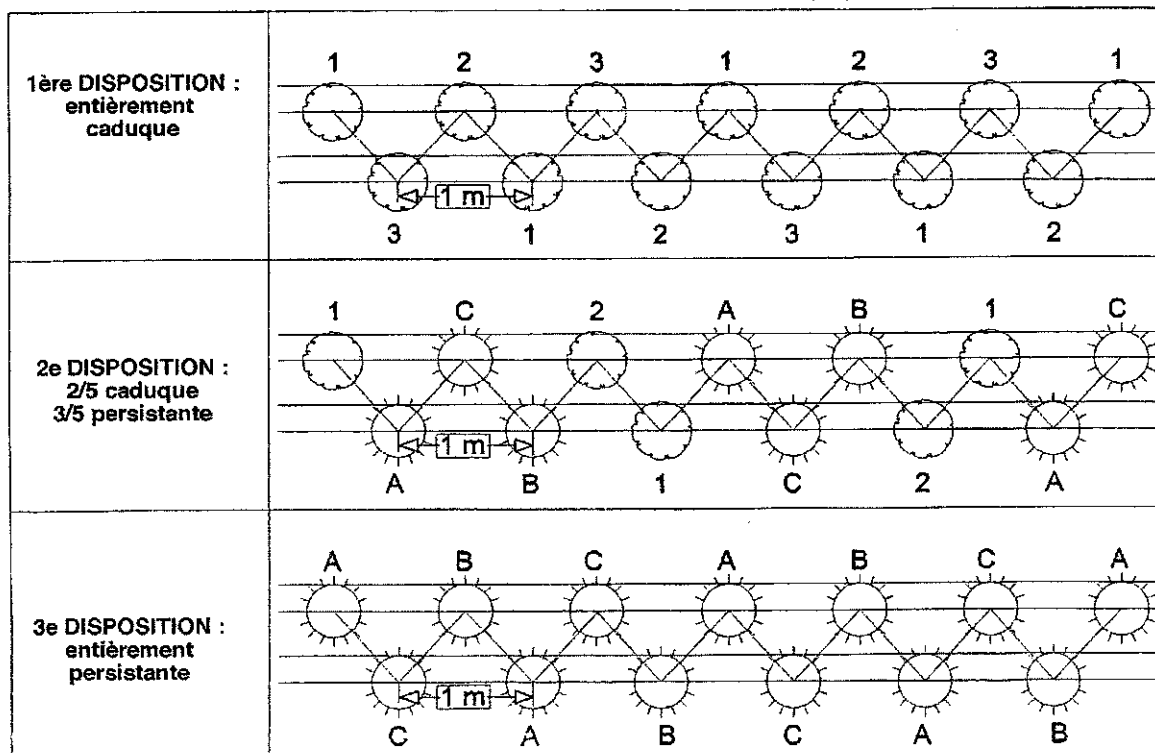 1ère DISPOSITION :
entièrement
caduque
1 2 3 1 2 3 1
1 m
3 1 2 3 1 2
2e DISPOSITION :
2/5 caduque
3/5 persistante
1 C 2 A B 1 C
1 m
A B 1 C 2 A
3e DISPOSITION :
entièrement
persistante
A B C A B C A
1 m
C A B C A B